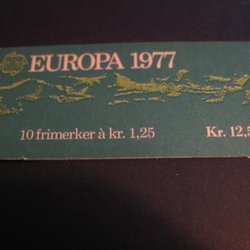 EUROPA 1977
10 frimerker à kr. 1,25 Kr. 12,5